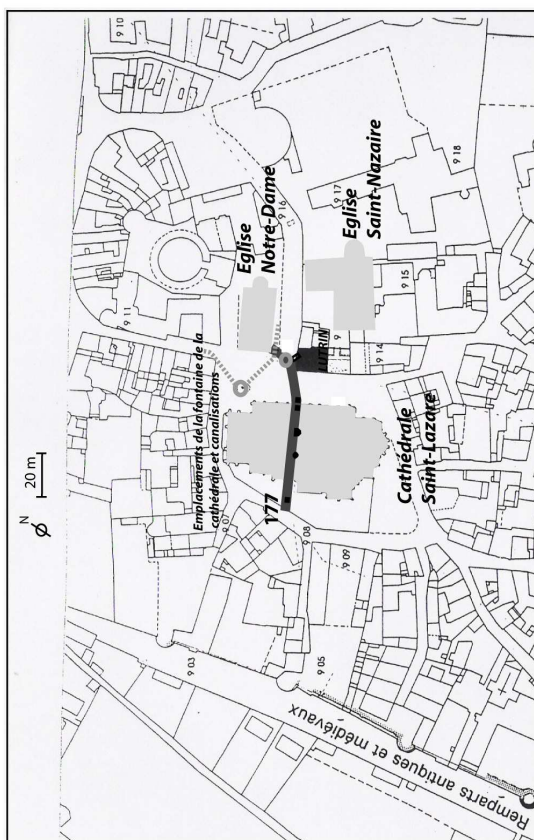 9 10
9 18
Eglise
Saint-Nazaire
9 17
Eglise
Notre-Dame
9 16
9 15
9 11
Emplacements de la fontaine de la
cathédrale et canalisations
LUTRIN
9 14
Cathédrale
Saint-Lazare
N
20 m
177
9 07
9 08
9 09
9 03
9 05
Remparts antiques et médiévaux